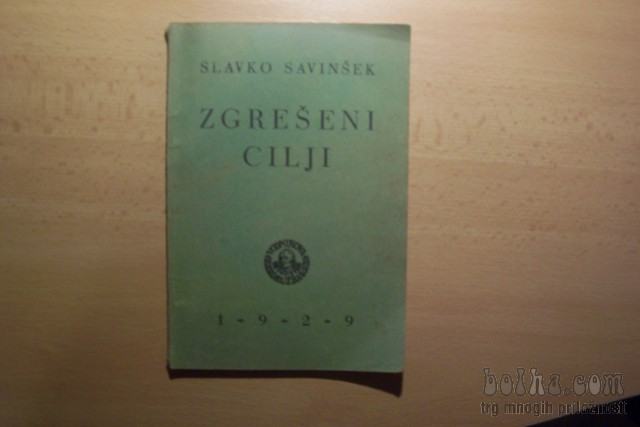 SLAVKO SAVINŠEK
ZGREŠENI
CILJI
1-9-2-9
bolha.com
trg mnogih priložnosti